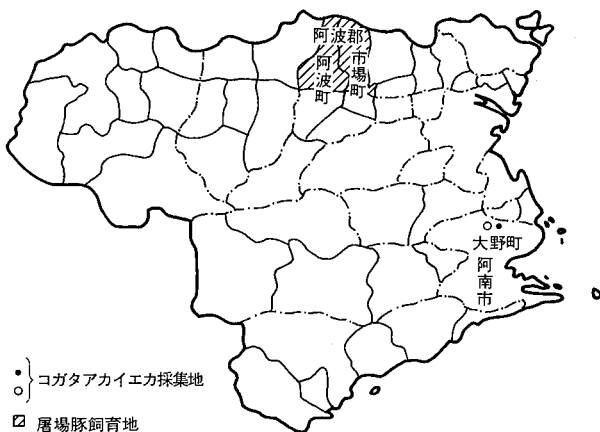 阿波郡
阿波町
市場町
大野町
阿南市
コガタアカイエカ採集地
屠場豚飼育地